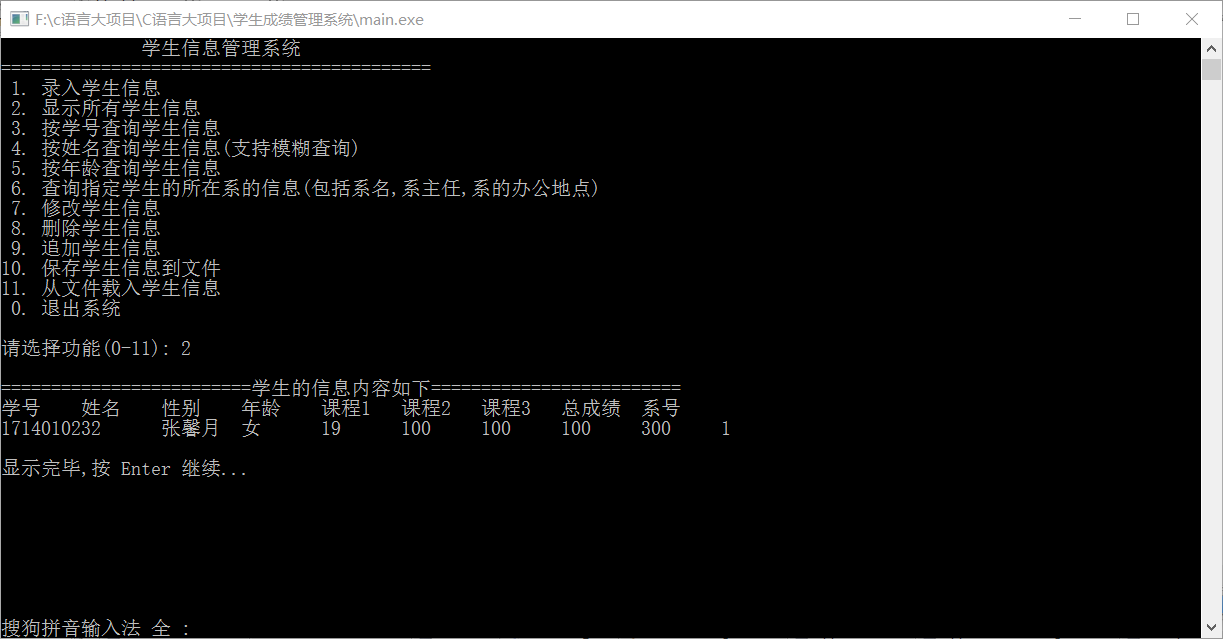 F:\c语言大项目\C语言大项目\学生成绩管理系统\main.exe
学生信息管理系统
===========================================
1. 录入学生信息
2. 显示所有学生信息
3. 按学号查询学生信息
4. 按姓名查询学生信息(支持模糊查询)
5. 按年龄查询学生信息
6. 查询指定学生的所在系的信息(包括系名,系主任,系的办公地点)
7. 修改学生信息
8. 删除学生信息
9. 追加学生信息
10. 保存学生信息到文件
11. 从文件载入学生信息
0. 退出系统
请选择功能(0-11): 2
=========================学生的信息内容如下=========================
学号 姓名 性别 年龄 课程1 课程2 课程3 总成绩 系号
1714010232 张馨月 女 19 100 100 100 300 1
显示完毕,按 Enter 继续...
搜狗拼音输入法 全 :